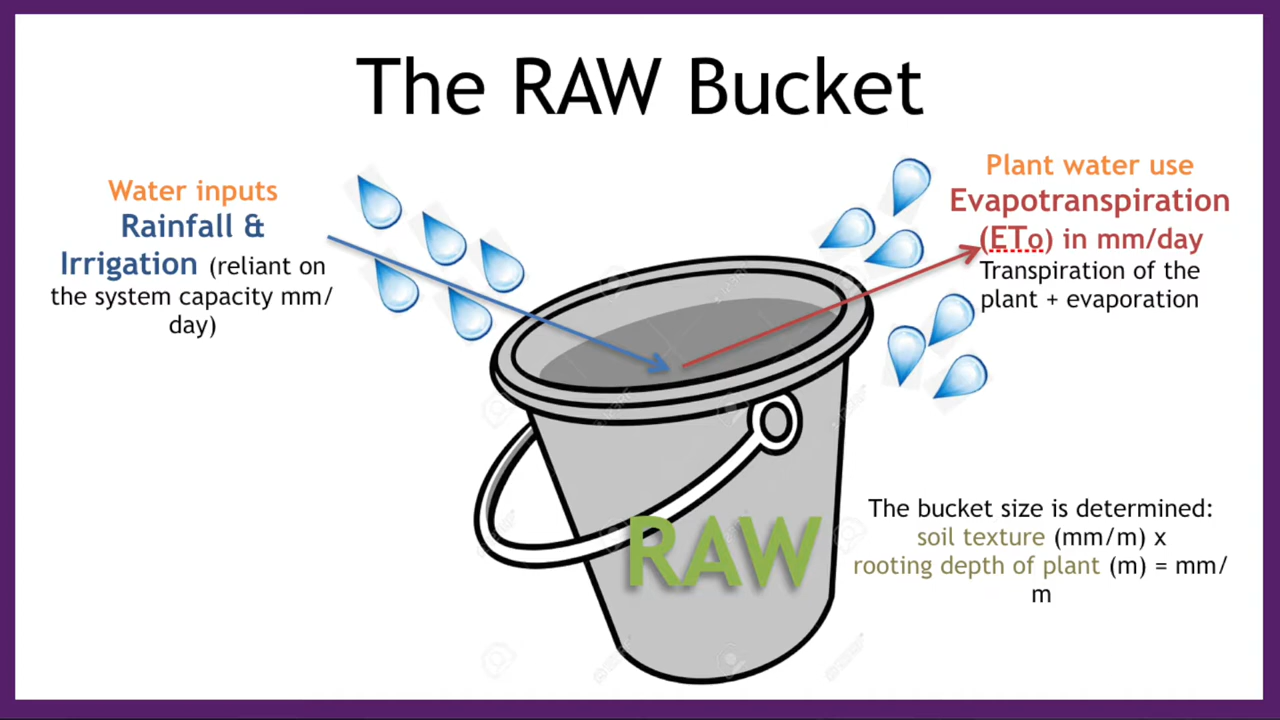 The RAW Bucket
Water inputs
Rainfall &
Irrigation (reliant on
the system capacity mm/
day)
Plant water use
Evapotranspiration
(ETo) in mm/day
Transpiration of the
plant + evaporation
RAW
The bucket size is determined:
soil texture (mm/m) x
rooting depth of plant (m) = mm/
m